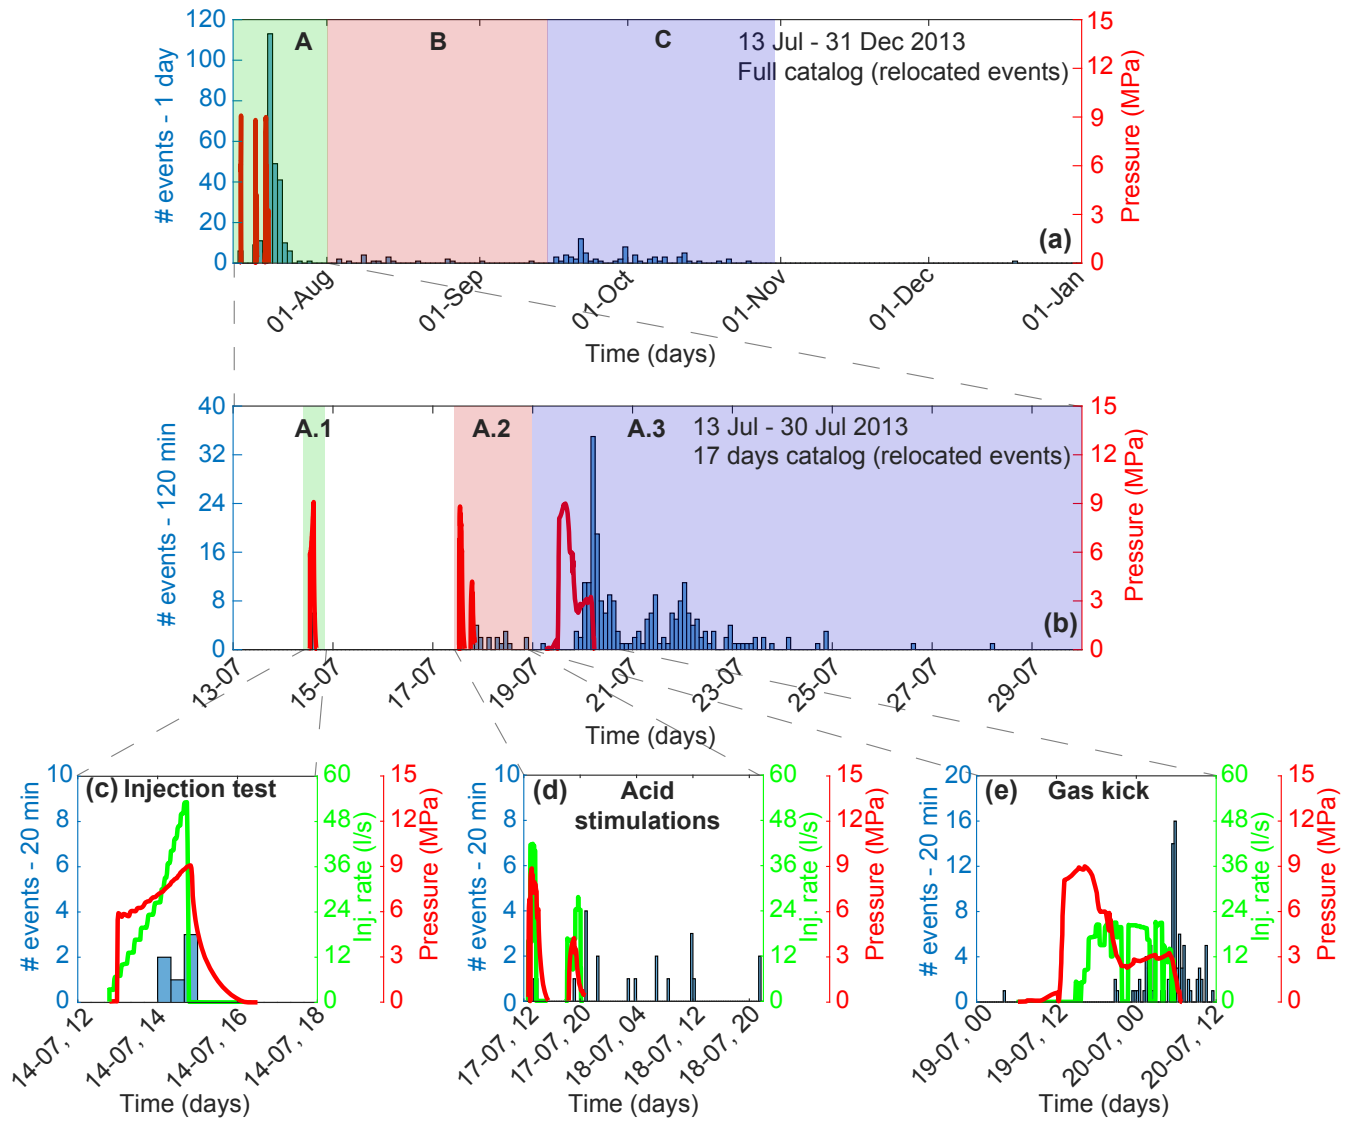 120
100
80
60
40
20
0
# events - 1 day
A
B
C
13 Jul - 31 Dec 2013
Full catalog (relocated events)
(a)
15
12
9
6
3
0
Pressure (MPa)
01-Aug
01-Sep
01-Oct
01-Nov
01-Dec
01-Jan
Time (days)
40
32
24
16
8
0
# events - 120 min
A.1
A.2
A.3
13 Jul - 30 Jul 2013
17 days catalog (relocated events)
(b)
15
12
9
6
3
0
Pressure (MPa)
13-07
15-07
17-07
19-07
21-07
23-07
25-07
27-07
29-07
Time (days)
10
8
6
4
2
0
# events - 20 min
(c) Injection test
60
48
36
24
12
0
Inj. rate (l/s)
15
12
9
6
3
0
Pressure (MPa)
14-07, 12
14-07, 14
14-07, 16
14-07, 18
Time (days)
10
8
6
4
2
0
# events - 20 min
(d) Acid
stimulations
60
48
36
24
12
0
Inj. rate (l/s)
15
12
9
6
3
0
Pressure (MPa)
17-07, 12
17-07, 20
18-07, 04
18-07, 12
18-07, 20
Time (days)
20
16
12
8
4
0
# events - 20 min
(e) Gas kick
60
48
36
24
12
0
Inj. rate (l/s)
15
12
9
6
3
0
Pressure (MPa)
19-07, 00
19-07, 12
20-07, 00
20-07, 12
Time (days)